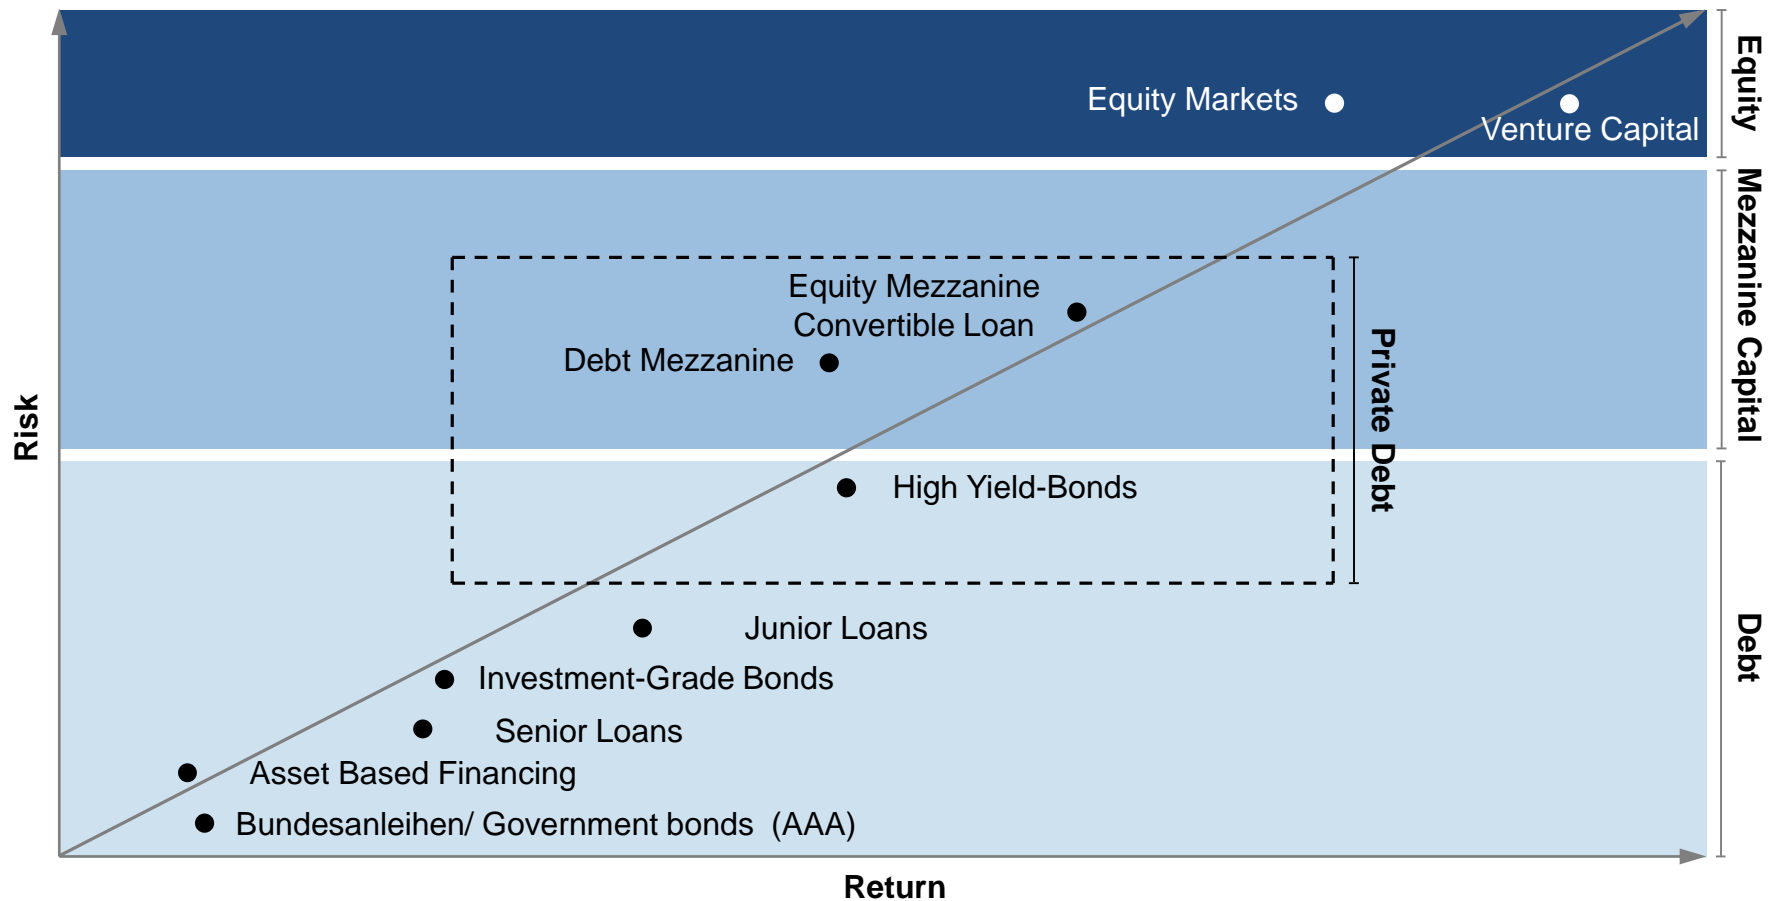 Equity Markets
Venture Capital
Equity
Equity Mezzanine
Convertible Loan
Debt Mezzanine
Mezzanine Capital
Private Debt
Risk
High Yield-Bonds
Junior Loans
Investment-Grade Bonds
Senior Loans
Asset Based Financing
Bundesanleihen/ Government bonds (AAA)
Debt
Return